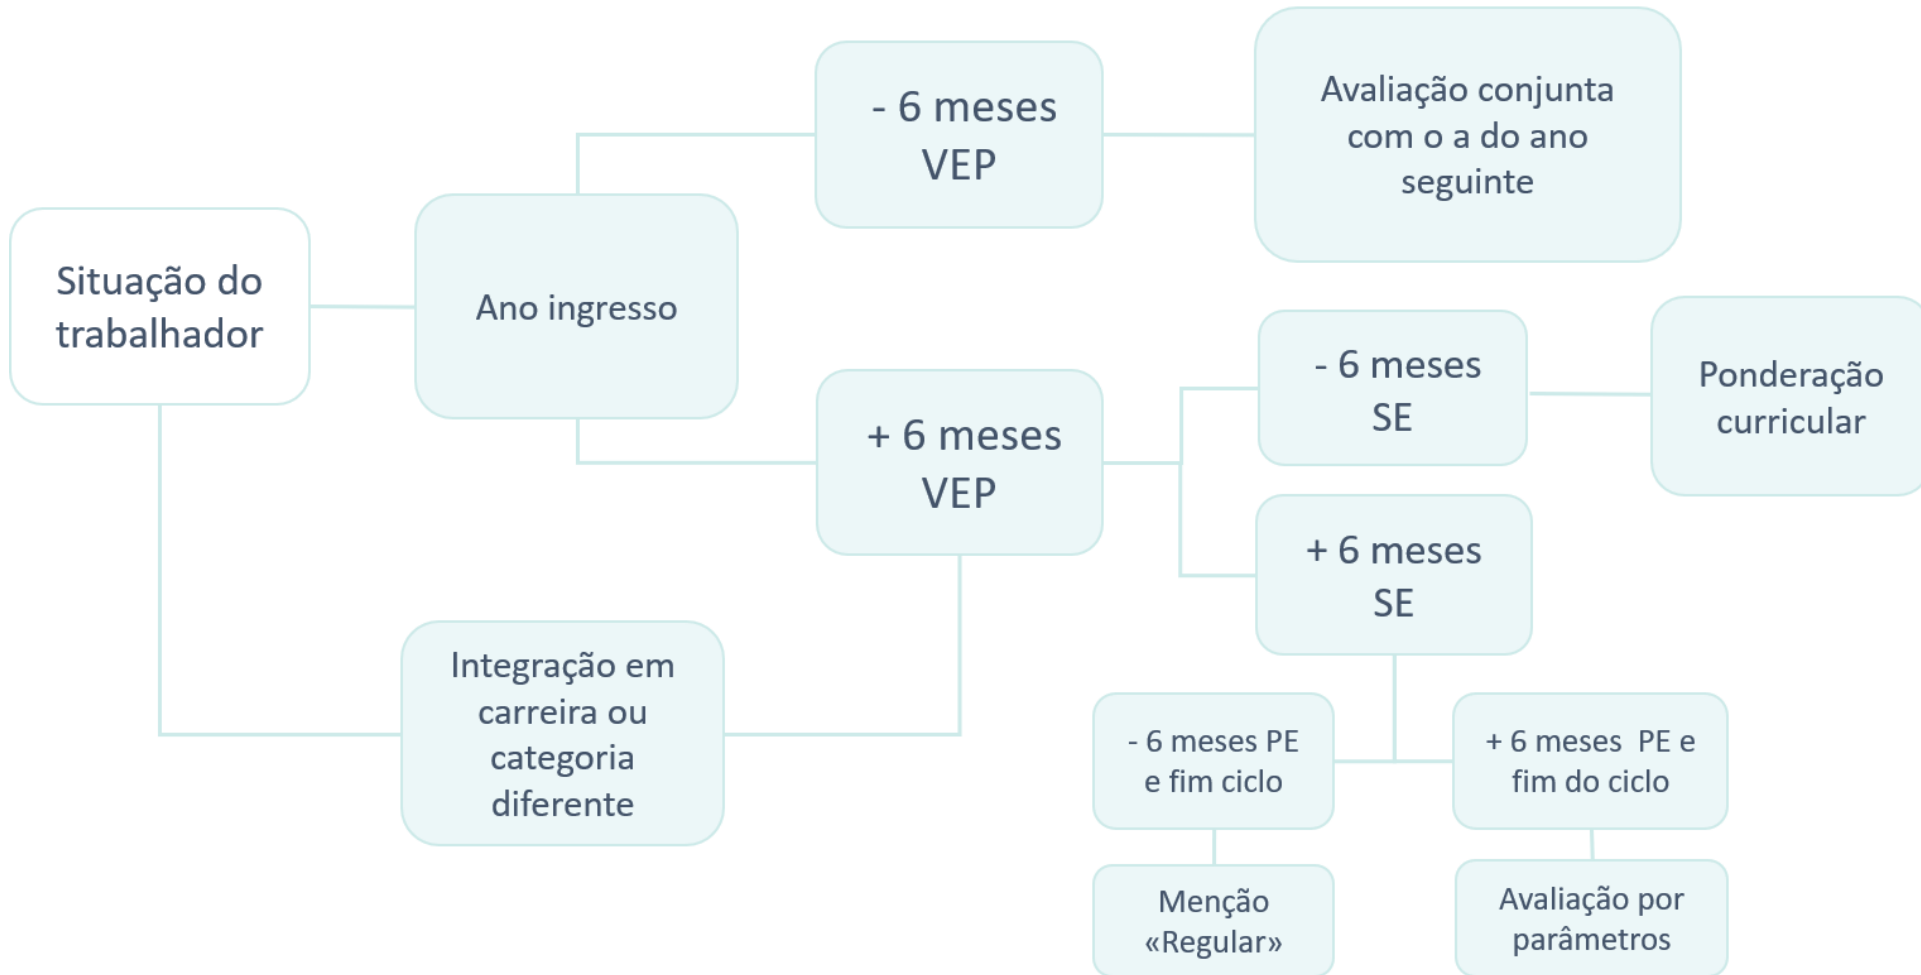 Situação do
trabalhador
Ano ingresso
- 6 meses
VEP
Avaliação conjunta
com o a do ano
seguinte
+ 6 meses
VEP
- 6 meses
SE
Ponderação
curricular
+ 6 meses
SE
Integração em
carreira ou
categoria
diferente
- 6 meses PE
e fim ciclo
+ 6 meses  PE e
fim do ciclo
Menção
«Regular»
Avaliação por
parâmetros